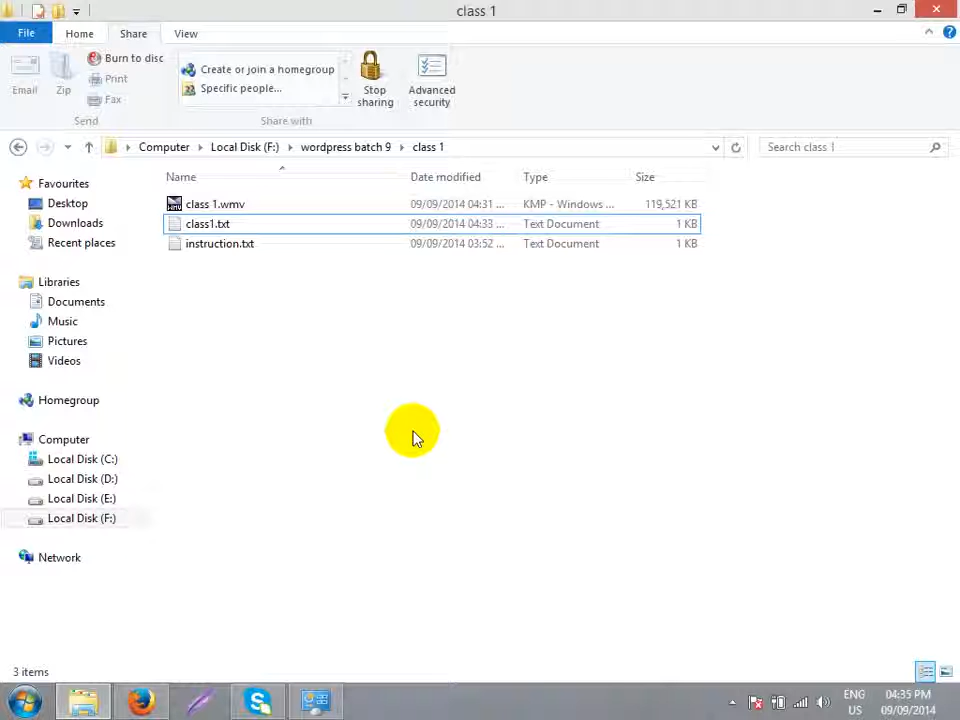 class 1
File Home Share View
Email
Zip
Burn to disc
Print
Fax
Send
Create or join a homegroup
Specific people...
Share with
Stop sharing
Advanced security
Computer Local Disk (F:) wordpress batch 9 class 1
Search class 1
Name Date modified Type Size
class 1.wmv 09/09/2014 04:31 ... KMP - Windows ... 119,521 KB
class1.txt 09/09/2014 04:33 ... Text Document 1 KB
instruction.txt 09/09/2014 03:52 ... Text Document 1 KB
Favourites
Desktop
Downloads
Recent places
Libraries
Documents
Music
Pictures
Videos
Homegroup
Computer
Local Disk (C:)
Local Disk (D:)
Local Disk (E:)
Local Disk (F:)
Network
3 items
ENG 04:35 PM
US 09/09/2014